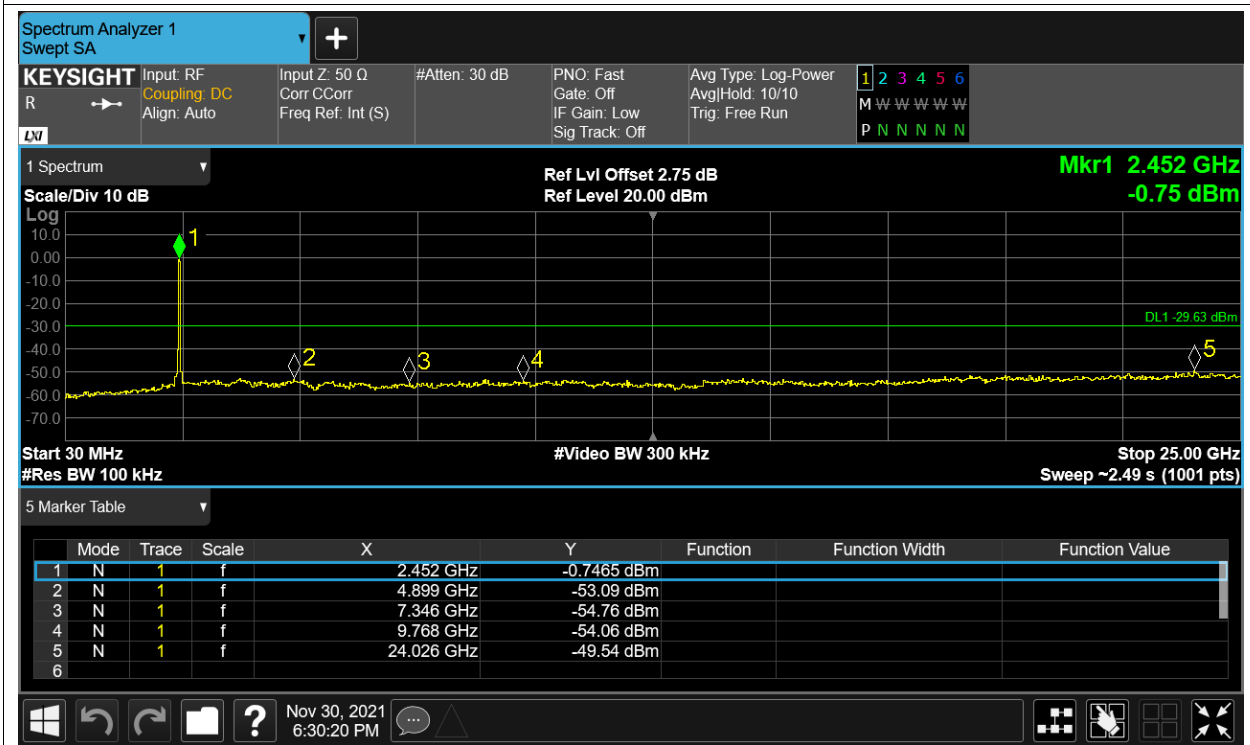 Spectrum Analyzer 1
Swept SA
+
KEYSIGHT Input: RF Input Z: 50 Ω #Atten: 30 dB PNO: Fast Avg Type: Log-Power 1 2 3 4 5 6
R Coupling: DC Corr CCorr Gate: Off Avg|Hold: 10/10 M W W W W W W
Align: Auto Freq Ref: Int (S) IF Gain: Low Trig: Free Run
LXI Sig Track: Off P N N N N N N
1 Spectrum Ref Lvl Offset 2.75 dB Mkr1 2.452 GHz
Scale/Div 10 dB Ref Level 20.00 dBm -0.75 dBm
Log
10.0
0.00
-10.0
-20.0
-30.0
-40.0
-50.0
-60.0
-70.0
1
2
3
4
5
DL1 -29.63 dBm
Start 30 MHz #Video BW 300 kHz Stop 25.00 GHz
#Res BW 100 kHz Sweep ~2.49 s (1001 pts)
5 Marker Table
Mode Trace Scale X Y Function Function Width Function Value
1 N 1 f 2.452 GHz -0.7465 dBm
2 N 1 f 4.899 GHz -53.09 dBm
3 N 1 f 7.346 GHz -54.76 dBm
4 N 1 f 9.768 GHz -54.06 dBm
5 N 1 f 24.026 GHz -49.54 dBm
6
? Nov 30, 2021
6:30:20 PM